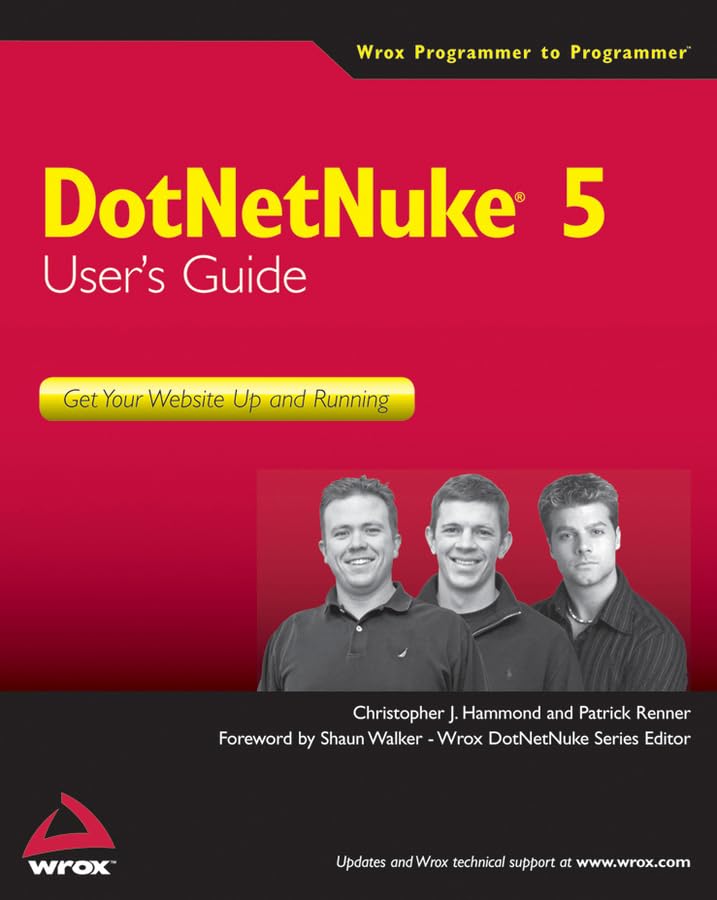 Wrox Programmer to Programmer™
DotNetNuke® 5
User's Guide
Get Your Website Up and Running
Christopher J. Hammond and Patrick Renner
Foreword by Shaun Walker - Wrox DotNetNuke Series Editor
wrox™
Updates and Wrox technical support at www.wrox.com